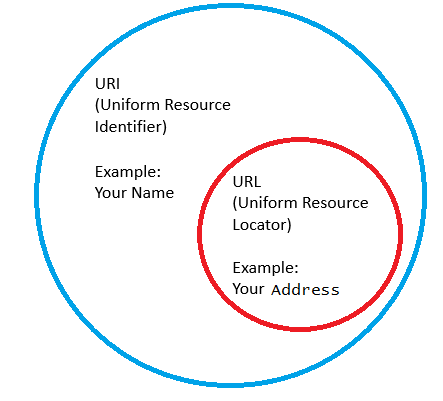 URI
(Uniform Resource
Identifier)
Example:
Your Name
URL
(Uniform Resource
Locator)
Example:
Your Address